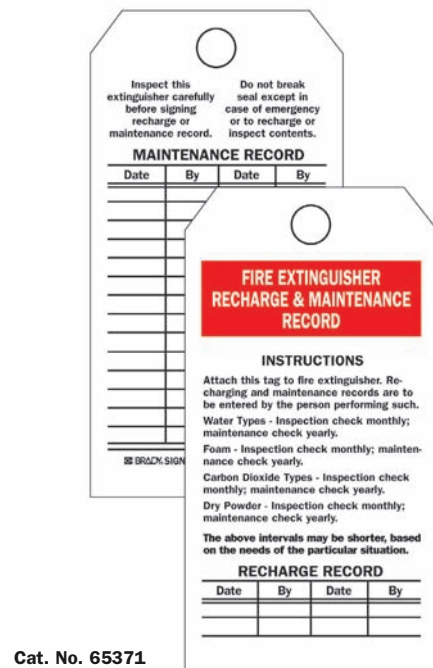 Inspect this
extinguisher carefully
before signing
recharge or
maintenance record.
Do not break
seal except in
case of emergency
or to recharge or
inspect contents.
MAINTENANCE RECORD
Date By Date By
BRADY. SIGN
FIRE EXTINGUISHER
RECHARGE & MAINTENANCE
RECORD
INSTRUCTIONS
Attach this tag to fire extinguisher. Re-
charging and maintenance records are to
be entered by the person performing such.
Water Types - Inspection check monthly;
maintenance check yearly.
Foam - Inspection check monthly; mainten-
nance check yearly.
Carbon Dioxide Types - Inspection check
monthly; maintenance check yearly.
Dry Powder - Inspection check monthly;
maintenance check yearly.
The above intervals may be shorter, based
on the needs of the particular situation.
RECHARGE RECORD
Date By Date By
Cat. No. 65371